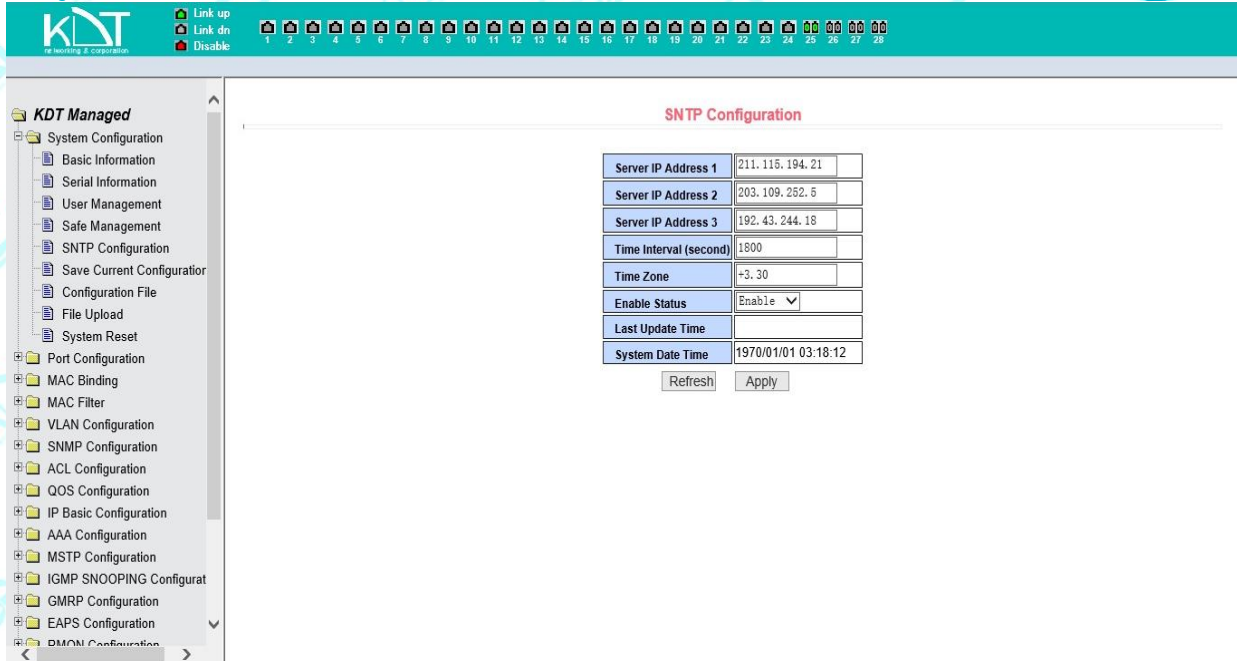 KDT
networking & corporation
Link up
Link dn
Disable
1 2 3 4 5 6 7 8 9 10 11 12 13 14 15 16 17 18 19 20 21 22 23 24 25 26 27 28
KDT Managed
System Configuration
Basic Information
Serial Information
User Management
Safe Management
SNTP Configuration
Save Current Configuration
Configuration File
File Upload
System Reset
Port Configuration
MAC Binding
MAC Filter
VLAN Configuration
SNMP Configuration
ACL Configuration
QOS Configuration
IP Basic Configuration
AAA Configuration
MSTP Configuration
IGMP SNOOPING Configurat
GMRP Configuration
EAPS Configuration
RMON Configuration
SNTP Configuration
Server IP Address 1 211.115.194.21
Server IP Address 2 203.109.252.5
Server IP Address 3 192.43.244.18
Time Interval (second) 1800
Time Zone +3.30
Enable Status Enable
Last Update Time
System Date Time 1970/01/01 03:18:12
Refresh Apply